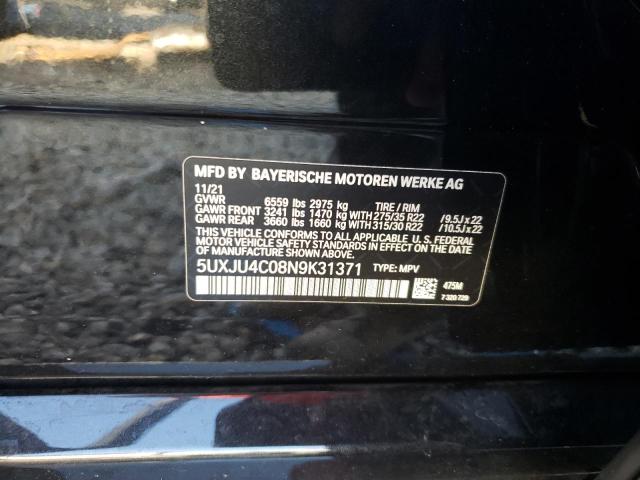 MFD BY BAYERISCHE MOTOREN WERKE AG
11/21
GVWR 6559 lbs 2975 kg TIRE / RIM
GAWR FRONT 3241 lbs 1470 kg WITH 275/35 R22 /9.5J x 22
GAWR REAR 3660 lbs 1660 kg WITH 315/30 R22 /10.5J x 22
THIS VEHICLE CONFORMS TO ALL APPLICABLE U. S. FEDERAL
MOTOR VEHICLE SAFETY STANDARDS IN EFFECT ON THE DATE OF
MANUFACTURE SHOWN ABOVE.
5UXJU4C08N9K31371 TYPE: MPV
475M
7 320 729